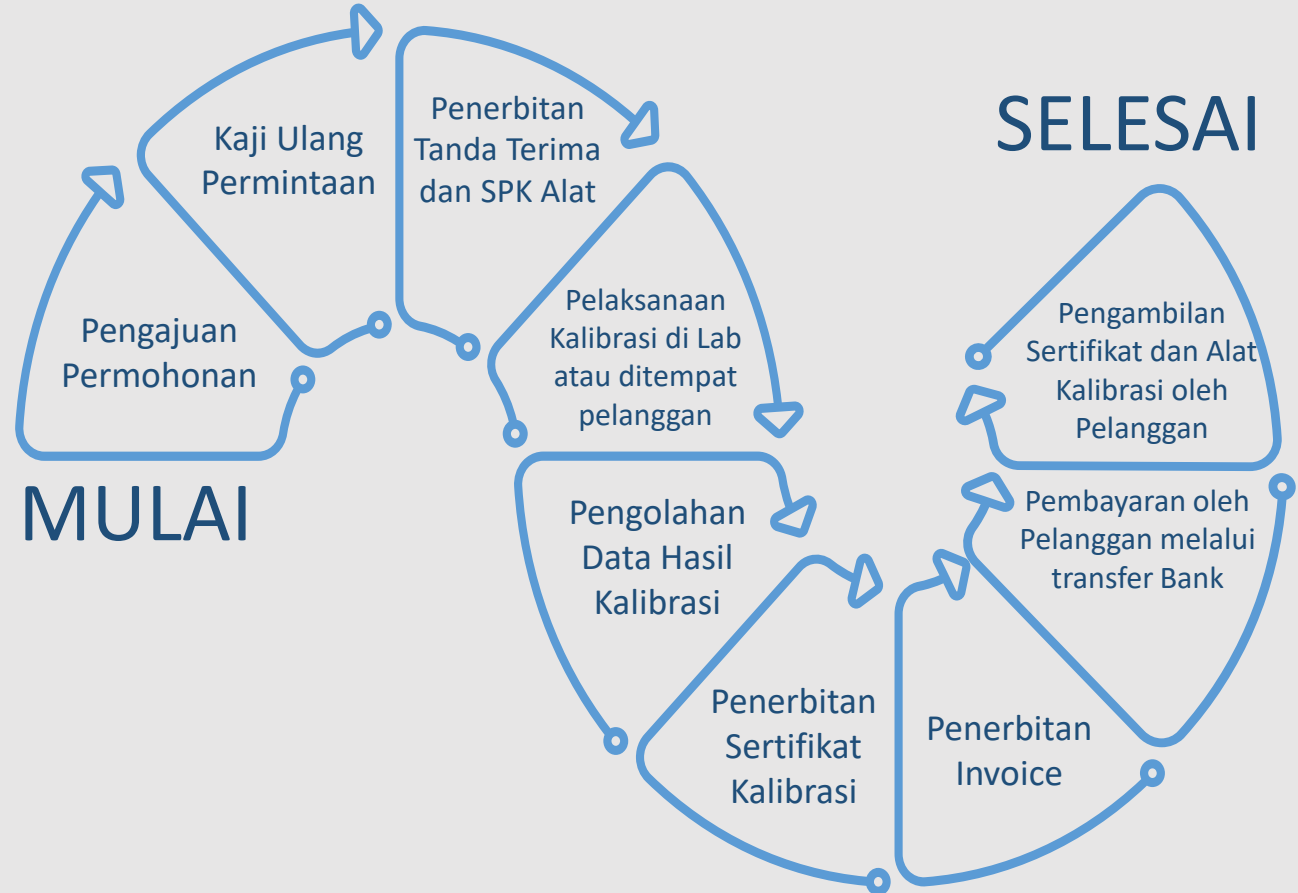 MULAI
Pengajuan
Permohonan
Kaji Ulang
Permintaan
Penerbitan
Tanda Terima
dan SPK Alat
Pelaksanaan
Kalibrasi di Lab
atau ditempat
pelanggan
Pengolahan
Data Hasil
Kalibrasi
Penerbitan
Sertifikat
Kalibrasi
Penerbitan
Invoice
Pembayaran oleh
Pelanggan melalui
transfer Bank
Pengambilan
Sertifikat dan Alat
Kalibrasi oleh
Pelanggan
SELESAI